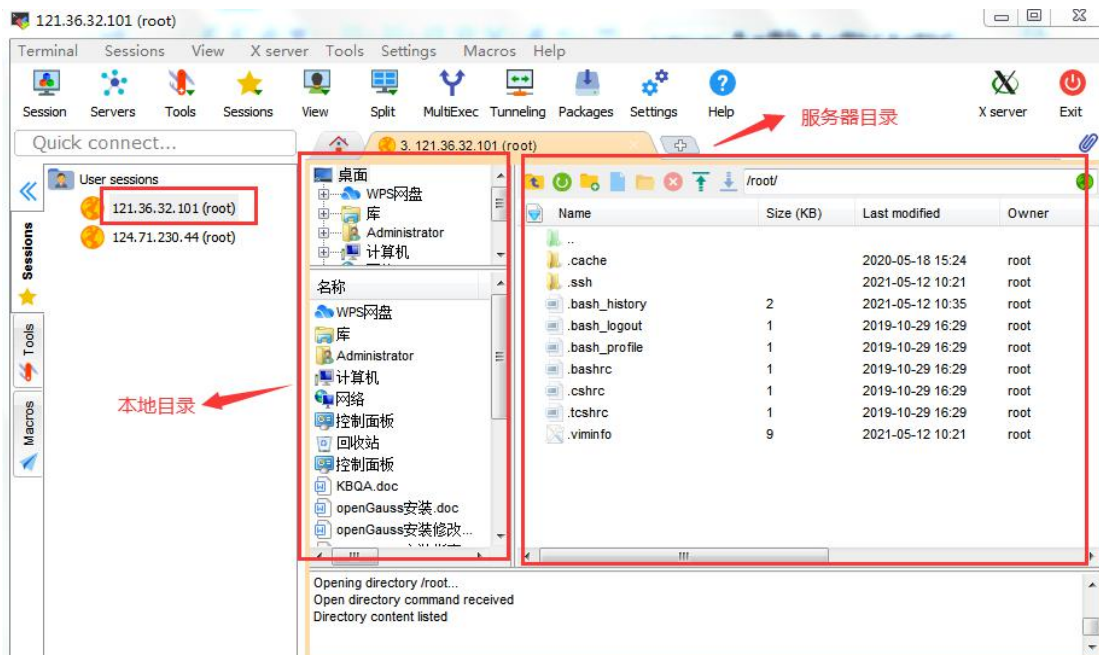 121.36.32.101 (root)
Terminal Sessions View X server Tools Settings Macros Help
Session Servers Tools Sessions View Split MultiExec Tunneling Packages Settings Help X server Exit
服务器目录
Quick connect...
3. 121.36.32.101 (root)
User sessions
121.36.32.101 (root)
124.71.230.44 (root)
Sessions
Tools
Macros
本地目录
桌面
WPS网盘
库
Administrator
计算机
名称
WPS网盘
库
Administrator
计算机
网络
控制面板
回收站
控制面板
KBQA.doc
openGauss安装.doc
openGauss安装修改...
/root/
Name Size (KB) Last modified Owner
..
.cache 2020-05-18 15:24 root
.ssh 2021-05-12 10:21 root
.bash_history 2 2021-05-12 10:35 root
.bash_logout 1 2019-10-29 16:29 root
.bash_profile 1 2019-10-29 16:29 root
.bashrc 1 2019-10-29 16:29 root
.cshrc 1 2019-10-29 16:29 root
.tcshrc 1 2019-10-29 16:29 root
.viminfo 9 2021-05-12 10:21 root
Opening directory /root...
Open directory command received
Directory content listed